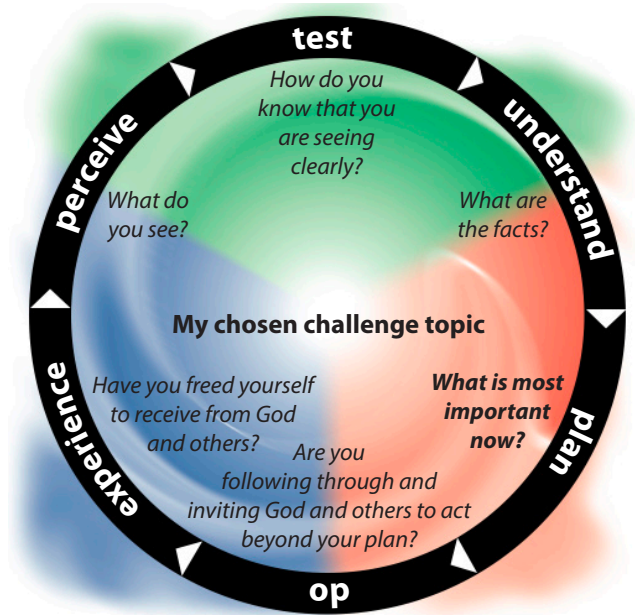 test
How do you
know that you
are seeing
clearly?
understand
What are
the facts?
perceive
What do
you see?
My chosen challenge topic
What is most
important
now?
plan
Have you freed yourself
to receive from God
and others?
experience
Are you
following through and
inviting God and others to act
beyond your plan?
do